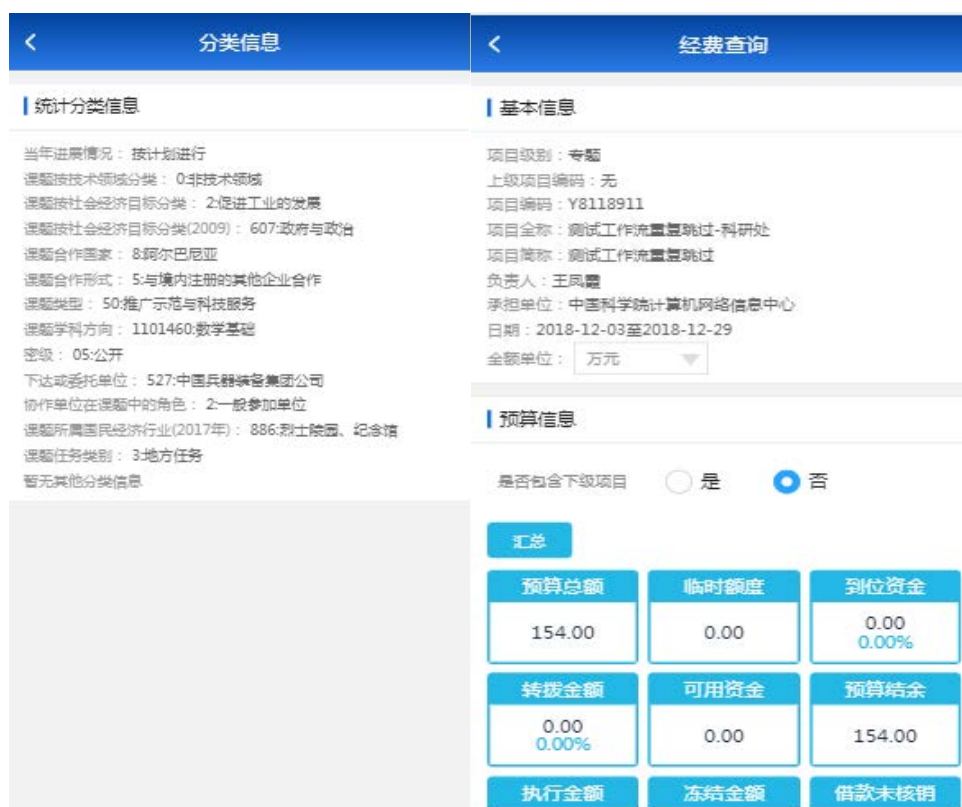 分类信息
统计分类信息
当年进展情况： 按计划进行
课题按技术领域分类： 0:非技术领域
课题按社会经济目标分类： 2:促进工业的发展
课题按社会经济目标分类(2009)： 607:政府与政治
课题合作国家： 8:阿尔巴尼亚
课题合作形式： 5:与境内注册的其他企业合作
课题类型： 50:推广示范与科技服务
课题学科方向： 1101460:数学基础
密级： 05:公开
下达或委托单位： 527:中国兵器装备集团公司
协作单位在课题中的角色： 2:一般参加单位
课题所属国民经济行业(2017年)： 886:烈士陵园、纪念馆
课题任务类别： 3:地方任务
暂无其他分类信息
经费查询
基本信息
项目级别：专题
上级项目编码：无
项目编码：Y8118911
项目全称：测试工作流重复跳过-科研处
项目简称：测试工作流重复跳过
负责人：王凤霞
承担单位：中国科学院计算机网络信息中心
日期：2018-12-03至2018-12-29
金额单位： 万元
预算信息
是否包含下级项目 是 否
汇总
预算总额 临时额度 到位资金
154.00 0.00 0.00
0.00%
转拨金额 可用资金 预算结余
0.00 0.00 154.00
0.00%
执行金额 冻结金额 借款未核销